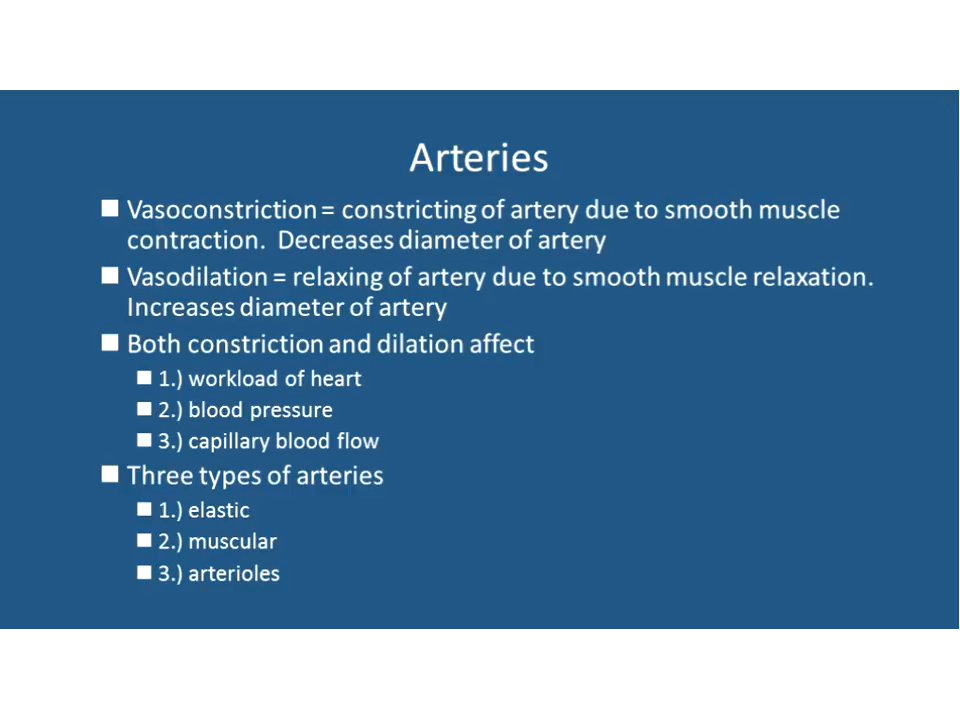 Arteries
Vasoconstriction = constricting of artery due to smooth muscle
contraction.  Decreases diameter of artery
Vasodilation = relaxing of artery due to smooth muscle relaxation.
Increases diameter of artery
Both constriction and dilation affect
1.) workload of heart
2.) blood pressure
3.) capillary blood flow
Three types of arteries
1.) elastic
2.) muscular
3.) arterioles